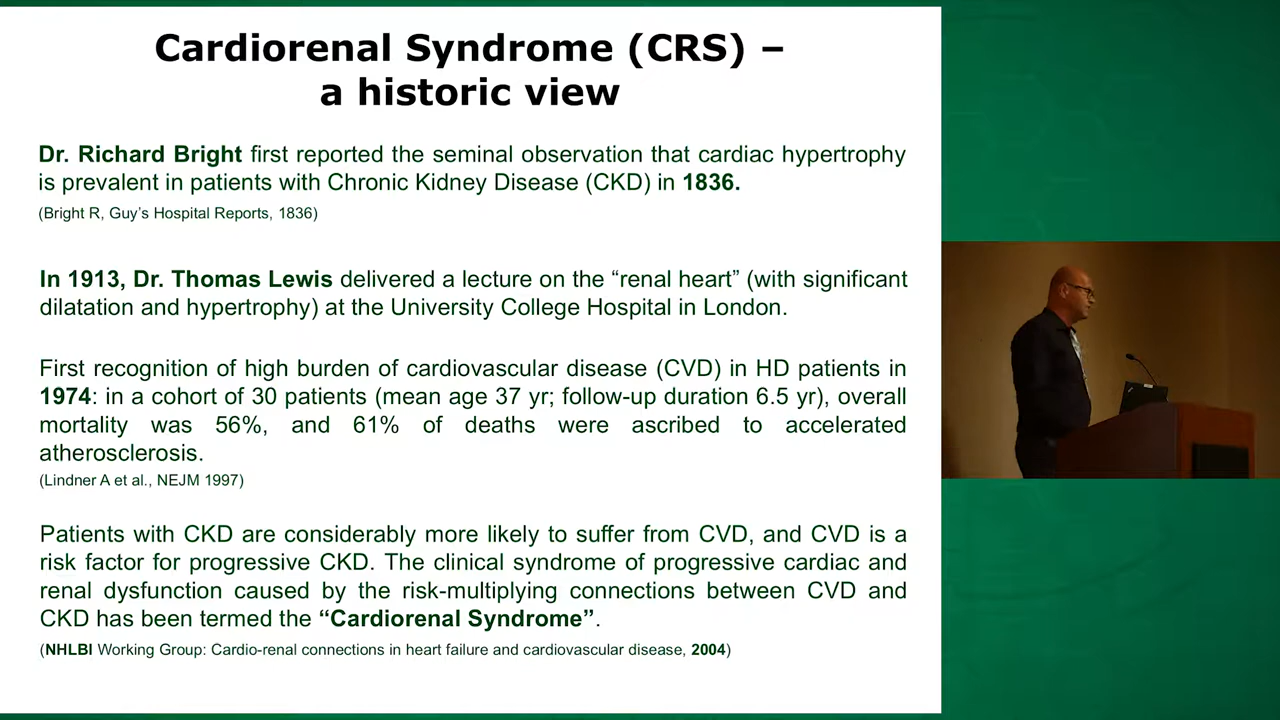 Cardiorenal Syndrome (CRS) –
a historic view
Dr. Richard Bright first reported the seminal observation that cardiac hypertrophy
is prevalent in patients with Chronic Kidney Disease (CKD) in 1836.
(Bright R, Guy’s Hospital Reports, 1836)
In 1913, Dr. Thomas Lewis delivered a lecture on the “renal heart” (with significant
dilatation and hypertrophy) at the University College Hospital in London.
First recognition of high burden of cardiovascular disease (CVD) in HD patients in
1974: in a cohort of 30 patients (mean age 37 yr; follow-up duration 6.5 yr), overall
mortality was 56%, and 61% of deaths were ascribed to accelerated
atherosclerosis.
(Lindner A et al., NEJM 1997)
Patients with CKD are considerably more likely to suffer from CVD, and CVD is a
risk factor for progressive CKD. The clinical syndrome of progressive cardiac and
renal dysfunction caused by the risk-multiplying connections between CVD and
CKD has been termed the “Cardiorenal Syndrome”.
(NHLBI Working Group: Cardio-renal connections in heart failure and cardiovascular disease, 2004)